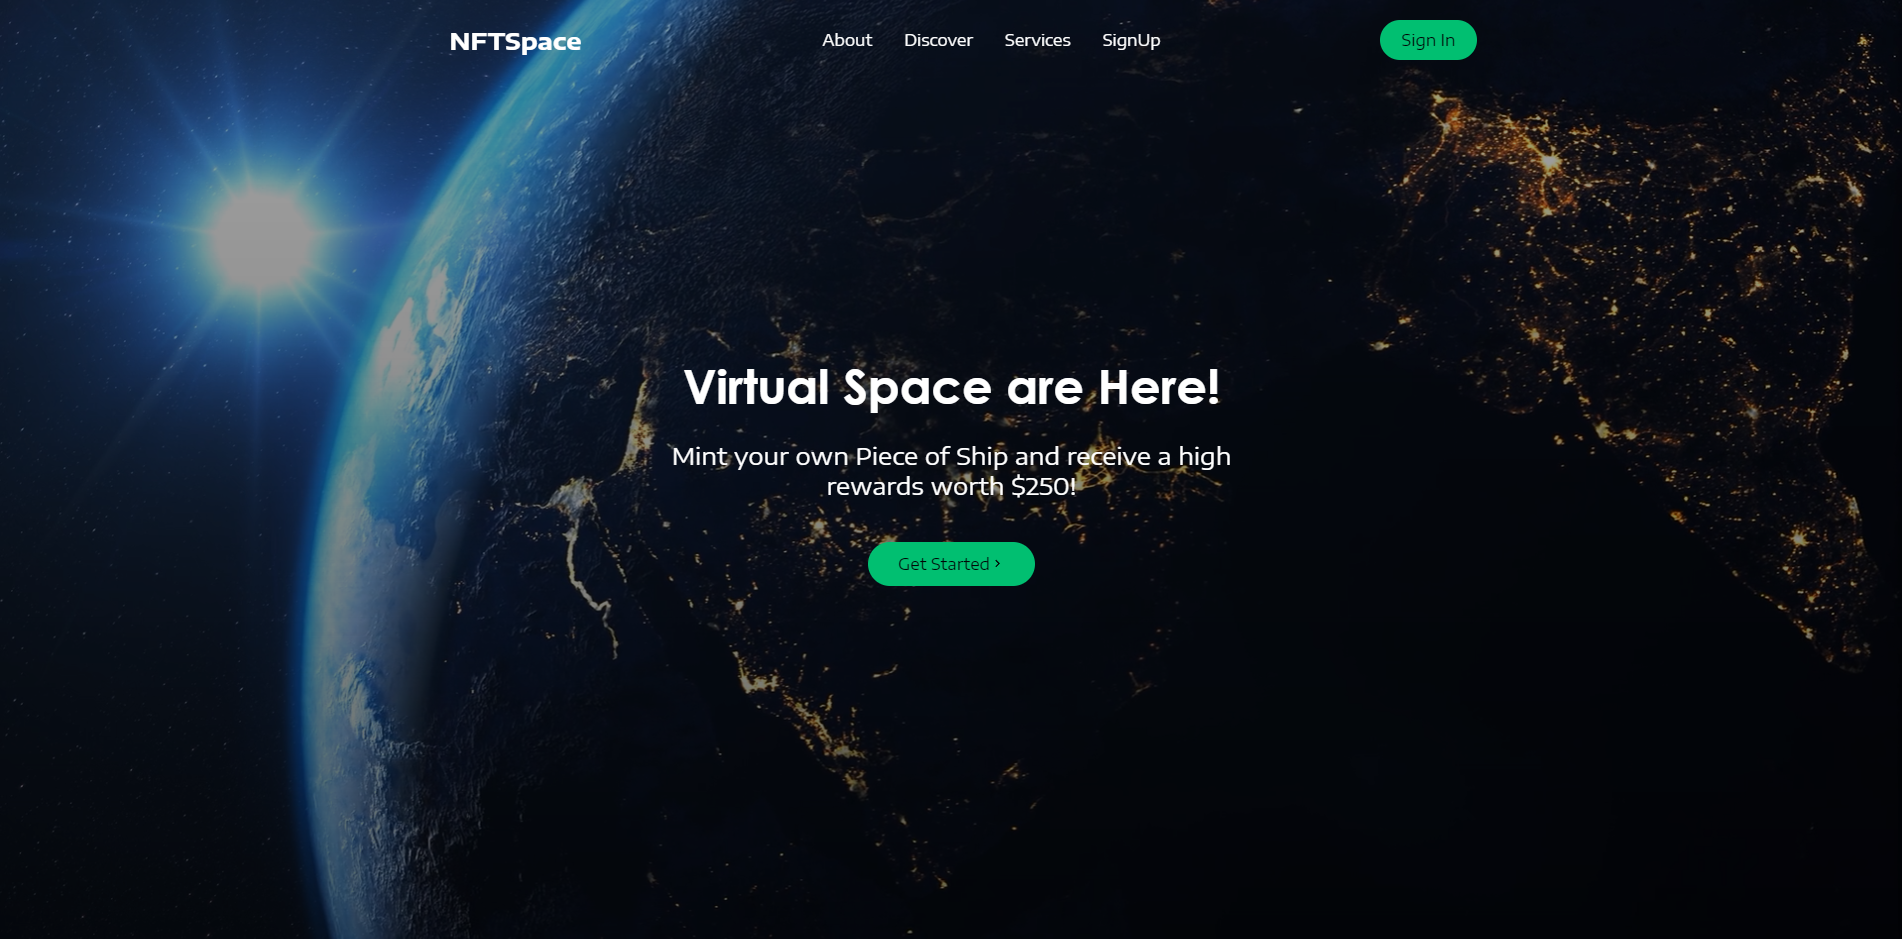 NFTSpace
About Discover Services SignUp
Sign In
Virtual Space are Here!
Mint your own Piece of Ship and receive a high
rewards worth $250!
Get Started